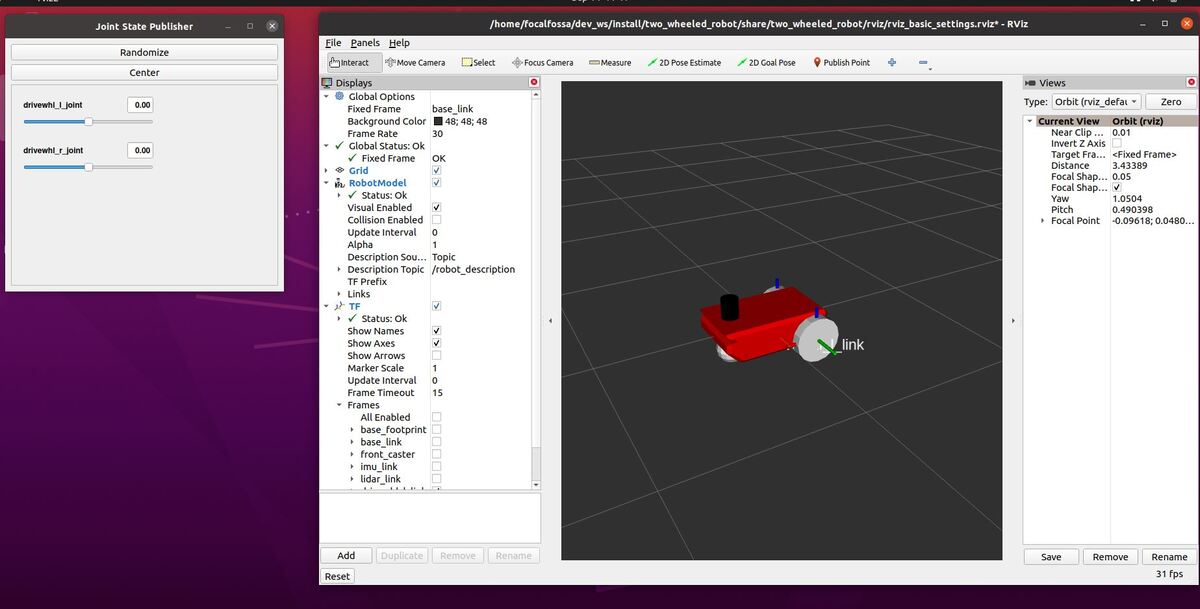 Joint State Publisher
Randomize
Center
drivewhl_l_joint 0.00
drivewhl_r_joint 0.00
/home/focalfossa/dev_ws/install/two_wheeled_robot/share/two_wheeled_robot/rviz/rviz_basic_settings.rviz* - RViz
File Panels Help
Interact Move Camera Select Focus Camera Measure 2D Pose Estimate 2D Goal Pose Publish Point
Displays
Global Options
Fixed Frame base_link
Background Color 48; 48; 48
Frame Rate 30
Global Status: Ok
Fixed Frame OK
Grid
RobotModel
Status: Ok
Visual Enabled
Collision Enabled
Update Interval 0
Alpha 1
Description Sou... Topic
Description Topic /robot_description
TF Prefix
Links
TF
Status: Ok
Show Names
Show Axes
Show Arrows
Marker Scale 1
Update Interval 0
Frame Timeout 15
Frames
All Enabled
base_footprint
base_link
front_caster
imu_link
lidar_link
Add Duplicate Remove Rename
Reset
link
Views
Type: Orbit (rviz_defau Zero
Current View Orbit (rviz)
Near Clip ... 0.01
Invert Z Axis
Target Fra... <Fixed Frame>
Distance 3.43389
Focal Shap... 0.05
Focal Shap...
Yaw 1.0504
Pitch 0.490398
Focal Point -0.09618; 0.0480...
Save Remove Rename
31 fps